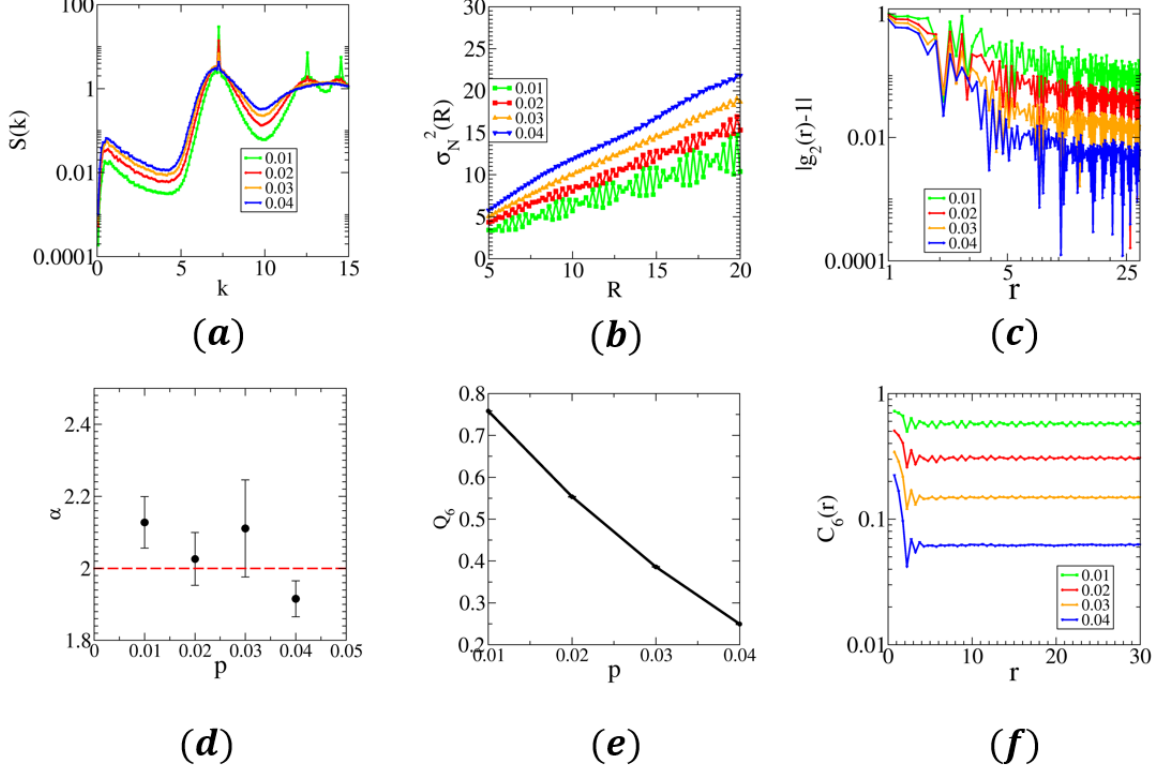 100
1
0.01
0.0001
S(k)
0 5 10 15
k
0.01
0.02
0.03
0.04
(a)
30
25
20
15
10
5
0
σ_N^2(R)
5 10 15 20
R
0.01
0.02
0.03
0.04
(b)
1
0.01
0.0001
|g_2(r)-1|
1 5 25
r
0.01
0.02
0.03
0.04
(c)
2.4
2.2
2
1.8
α
0 0.01 0.02 0.03 0.04 0.05
p
(d)
0.8
0.7
0.6
0.5
0.4
0.3
0.2
Q_6
0.01 0.02 0.03 0.04
p
(e)
1
0.1
0.01
C_6(r)
0 10 20 30
r
0.01
0.02
0.03
0.04
(f)